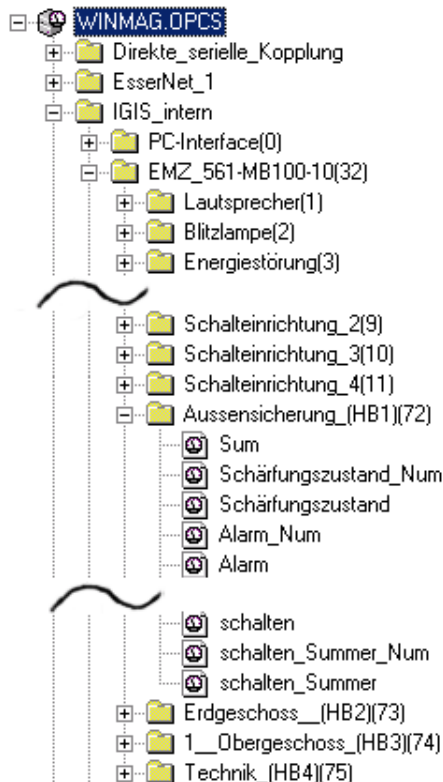 WINMAG.OPCS
Direkte_serielle_Kopplung
EsserNet_1
IGIS_intern
PC-Interface(0)
EMZ_561-MB100-10(32)
Lautsprecher(1)
Blitzlampe(2)
Energiestörung(3)
Schalteinrichtung_2(9)
Schalteinrichtung_3(10)
Schalteinrichtung_4(11)
Aussensicherung_(HB1)(72)
Sum
Schärfungszustand_Num
Schärfungszustand
Alarm_Num
Alarm
schalten
schalten_Summer_Num
schalten_Summer
Erdgeschoss__(HB2)(73)
1__Obergeschoss_(HB3)(74)
Technik_(HB4)(75)